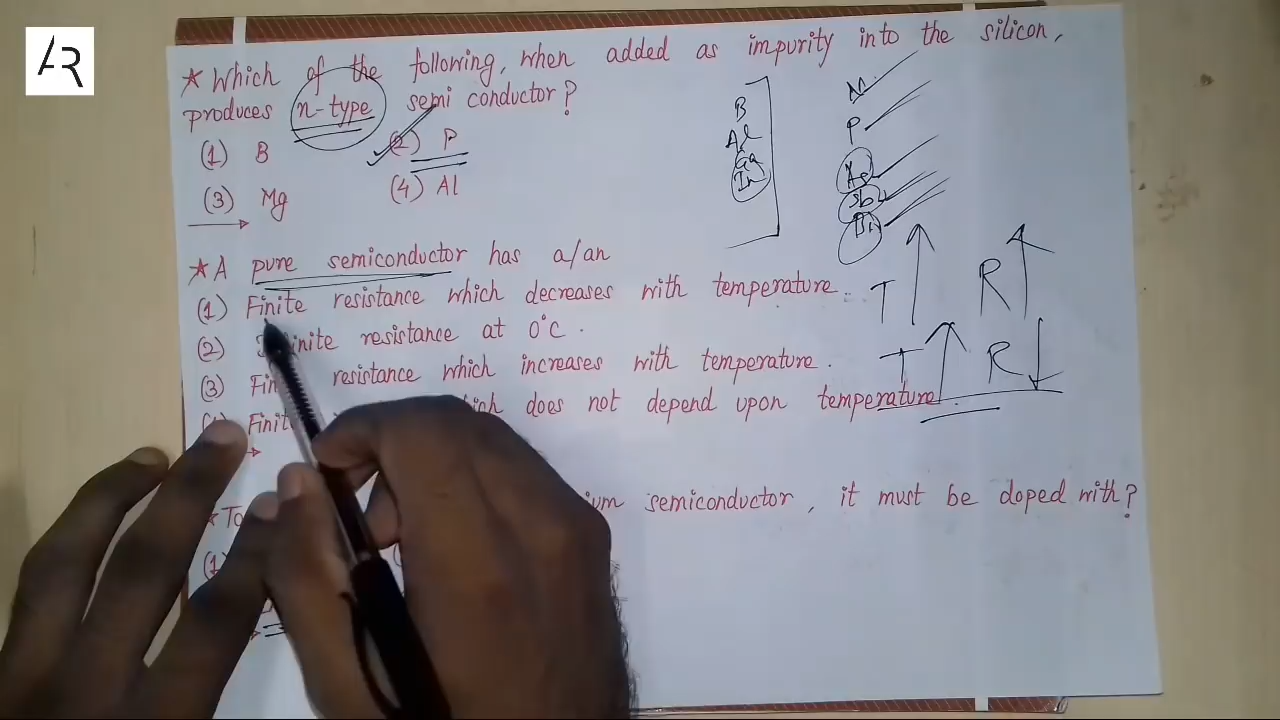 AR
★ Which of the following, when added as impurity into the silicon,
produces n-type semi conductor?
(1) B
(2) P
(3) Mg
(4) Al
B
Al
Ga
In
N
P
As
Sb
Bi
★ A pure semiconductor has a/an
(1) Finite resistance which decreases with temperature.
(2) resistance at 0°C.
(3) resistance which increases with temperature.
does not depend upon temperature.
T R
T R
semiconductor, it must be doped with?